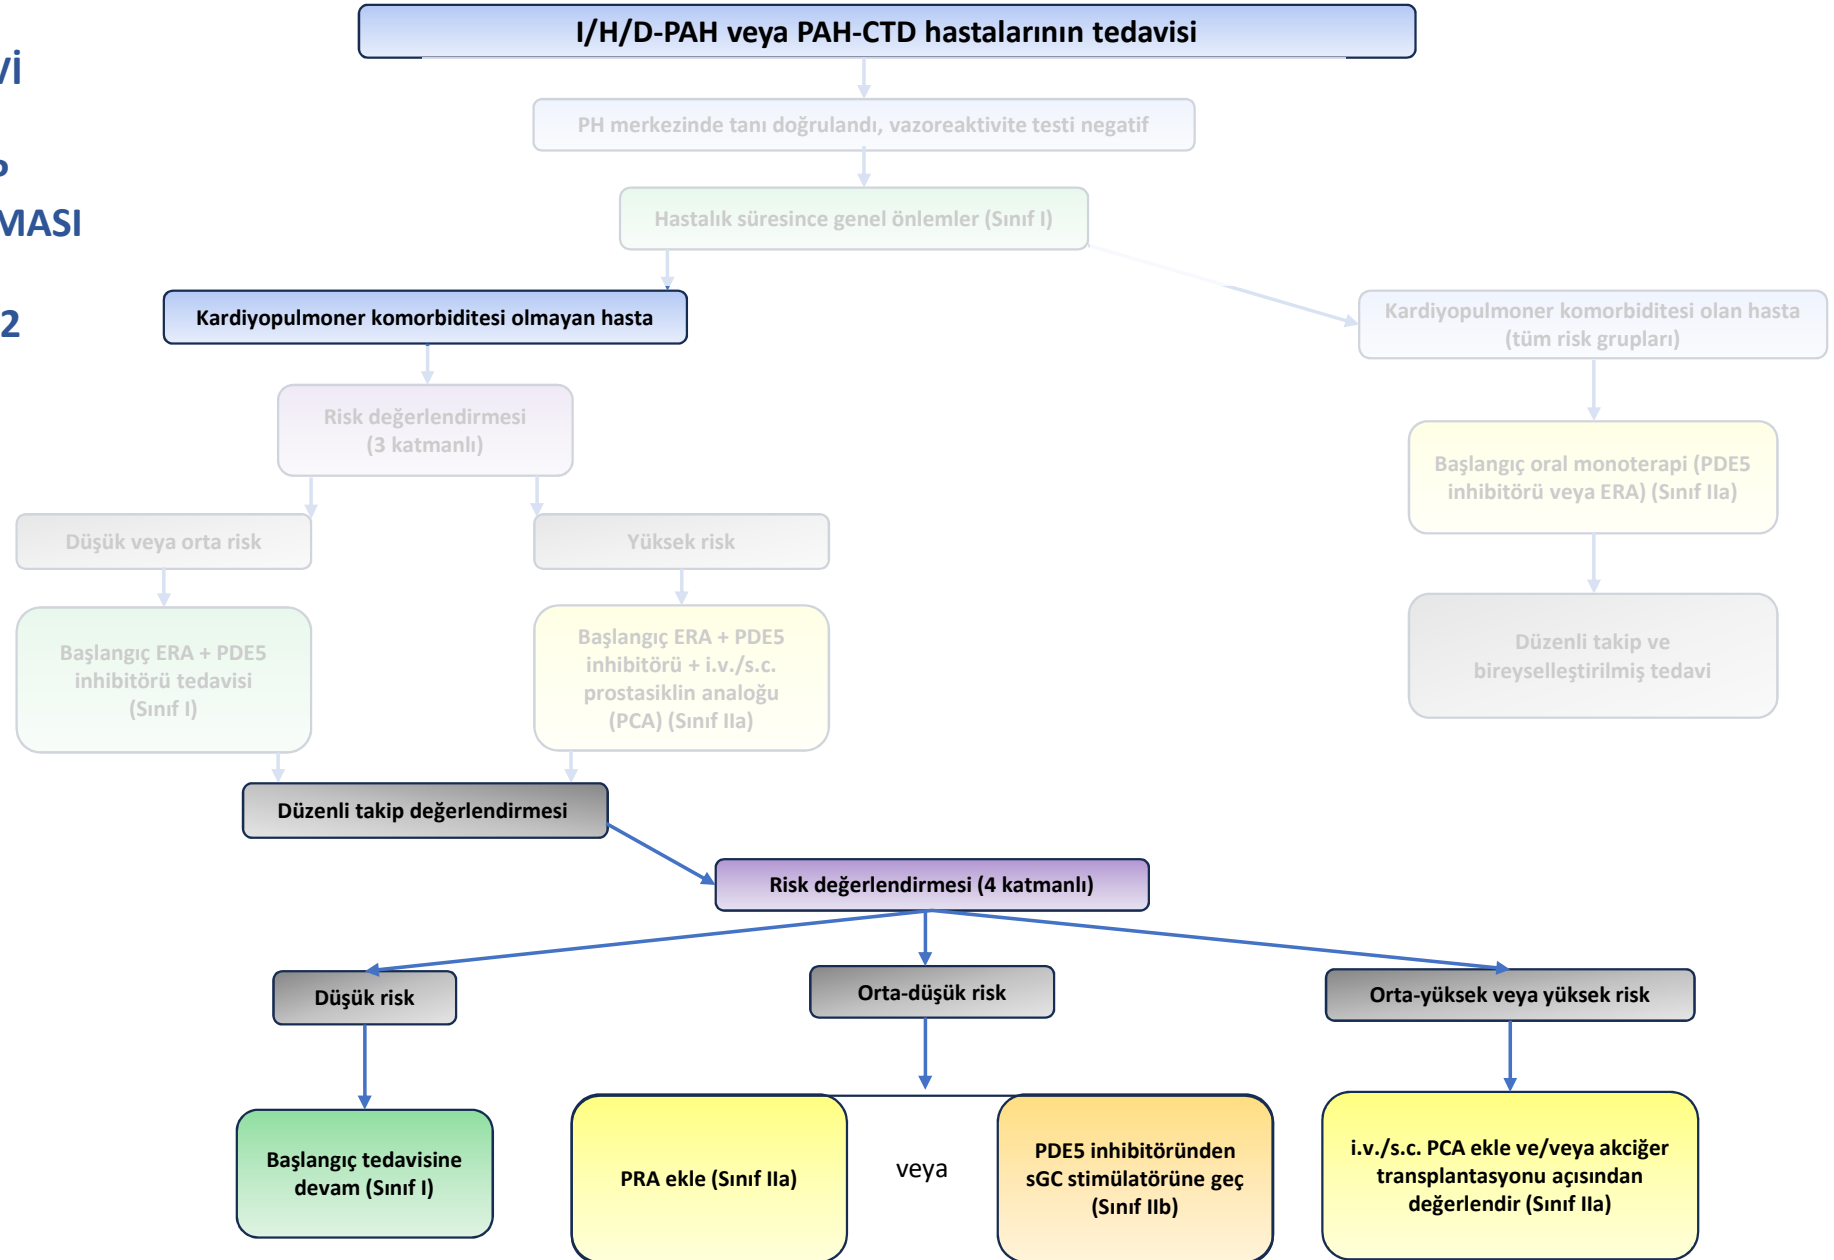 I/H/D-PAH veya PAH-CTD hastalarının tedavisi
Vİ
P
MASI
2
PH merkezinde tanı doğrulandı, vazoreaktivite testi negatif
Hastalık süresince genel önlemler (Sınıf I)
Kardiyopulmoner komorbiditesi olmayan hasta
Kardiyopulmoner komorbiditesi olan hasta
(tüm risk grupları)
Risk değerlendirmesi
(3 katmanlı)
Başlangıç oral monoterapi (PDE5
inhibitörü veya ERA) (Sınıf IIa)
Düşük veya orta risk
Yüksek risk
Başlangıç ERA + PDE5
inhibitörü tedavisi
(Sınıf I)
Başlangıç ERA + PDE5
inhibitörü + i.v./s.c.
prostasiklin analoğu
(PCA) (Sınıf IIa)
Düzenli takip ve
bireyselleştirilmiş tedavi
Düzenli takip değerlendirmesi
Risk değerlendirmesi (4 katmanlı)
Düşük risk
Orta-düşük risk
Orta-yüksek veya yüksek risk
Başlangıç tedavisine
devam (Sınıf I)
PRA ekle (Sınıf IIa)
veya
PDE5 inhibitöründen
sGC stimülatörüne geç
(Sınıf IIb)
i.v./s.c. PCA ekle ve/veya akciğer
transplantasyonu açısından
değerlendir (Sınıf IIa)